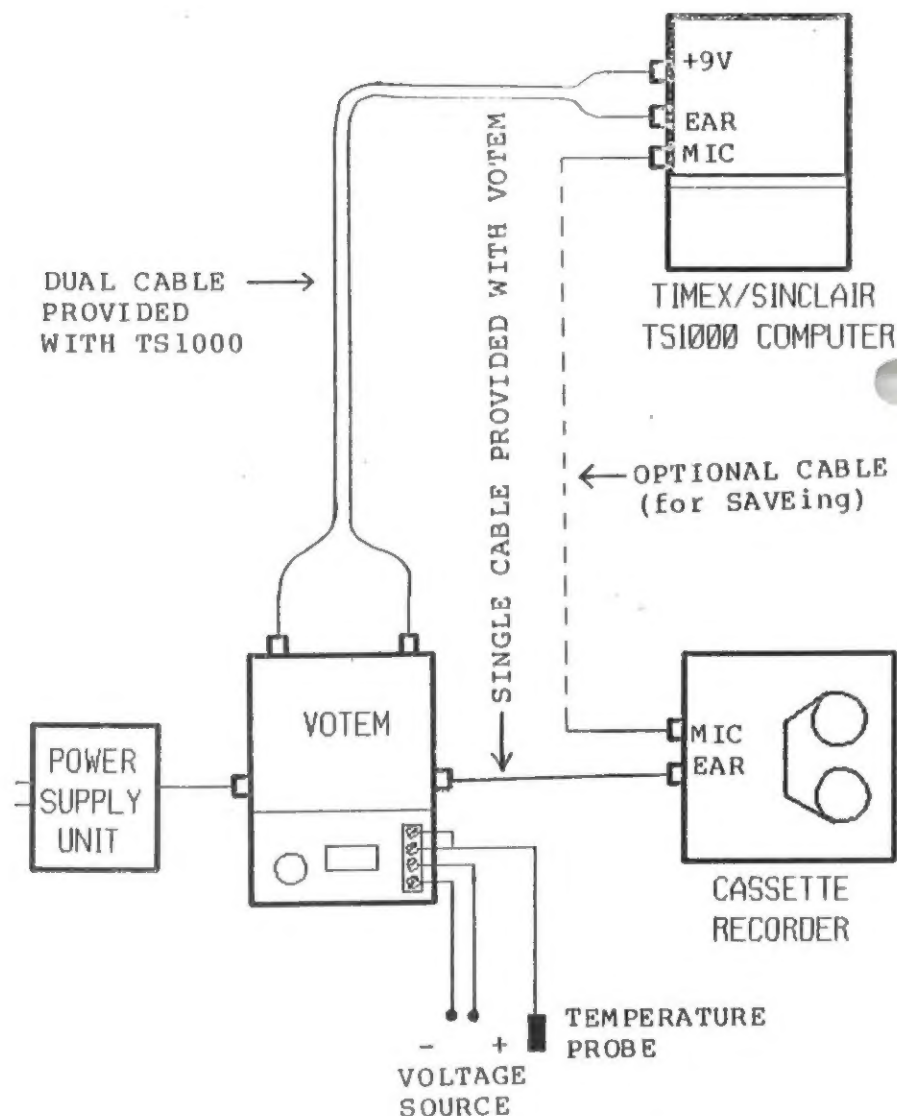 +9V
EAR
MIC
TIMEX/SINCLAIR
TS1000 COMPUTER
DUAL CABLE
PROVIDED
WITH TS1000
SINGLE CABLE PROVIDED WITH VOTEM
OPTIONAL CABLE
(for SAVEing)
VOTEM
POWER
SUPPLY
UNIT
MIC
EAR
CASSETTE
RECORDER
- +
VOLTAGE
SOURCE
TEMPERATURE
PROBE